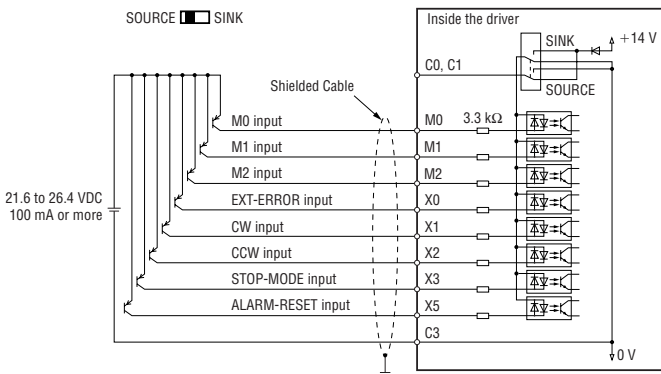 SOURCE SINK
Inside the driver
SINK
+14 V
C0, C1
SOURCE
Shielded Cable
M0 input
M0
3.3 kΩ
M1 input
M1
M2 input
M2
21.6 to 26.4 VDC
100 mA or more
EXT-ERROR input
X0
CW input
X1
CCW input
X2
STOP-MODE input
X3
ALARM-RESET input
X5
C3
0 V